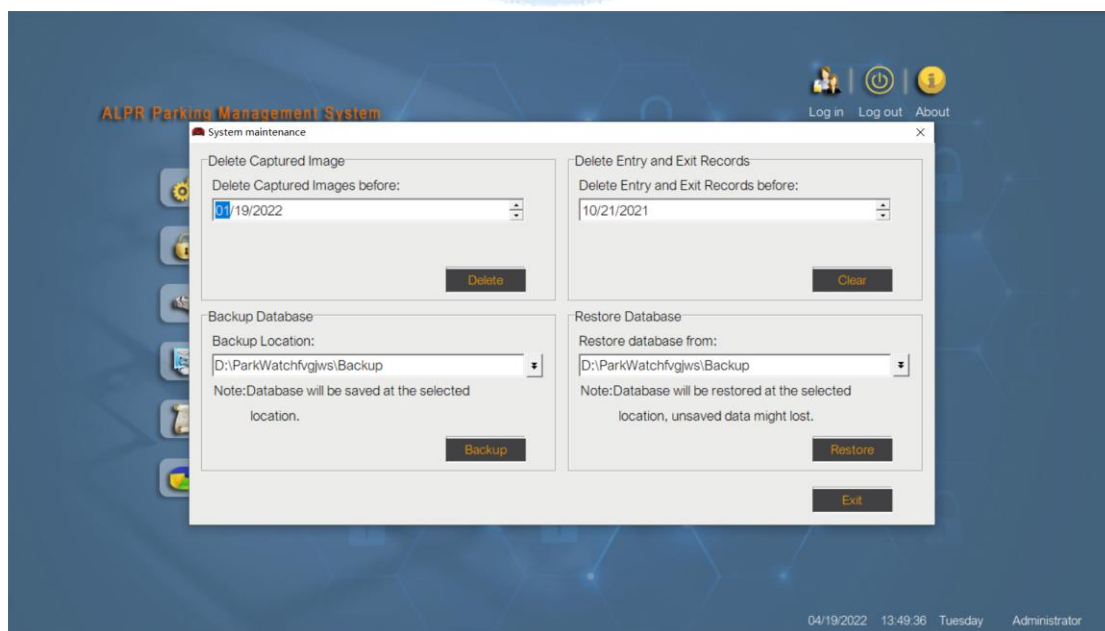 Log in Log out About
ALPR Parking Management System
System maintenance
Delete Captured Image
Delete Captured Images before:
01/19/2022
Delete
Delete Entry and Exit Records
Delete Entry and Exit Records before:
10/21/2021
Clear
Backup Database
Backup Location:
D:\ParkWatchfvgjws\Backup
Note:Database will be saved at the selected
location.
Backup
Restore Database
Restore database from:
D:\ParkWatchfvgjws\Backup
Note:Database will be restored at the selected
location, unsaved data might lost.
Restore
Exit
04/19/2022 13:49:36 Tuesday Administrator